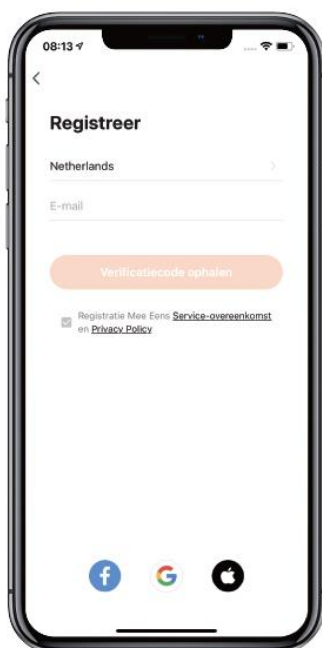 08:13
Registreer
Netherlands
E-mail
Verificatiecode ophalen
Registratie Mee Eens Service-overeenkomst
en Privacy Policy